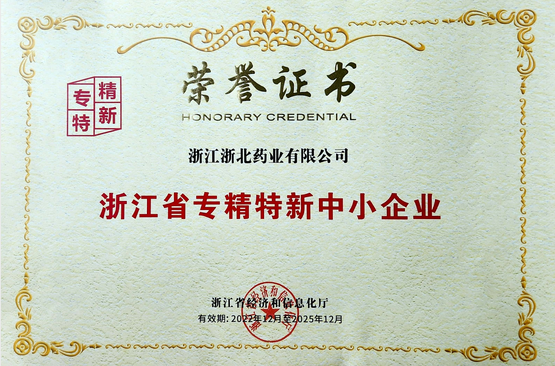 专精
特新
荣誉证书
HONORARY CREDENTIAL
浙江浙北药业有限公司
浙江省专精特新中小企业
浙江省经济和信息化厅
有效期：2022年12月至2025年12月